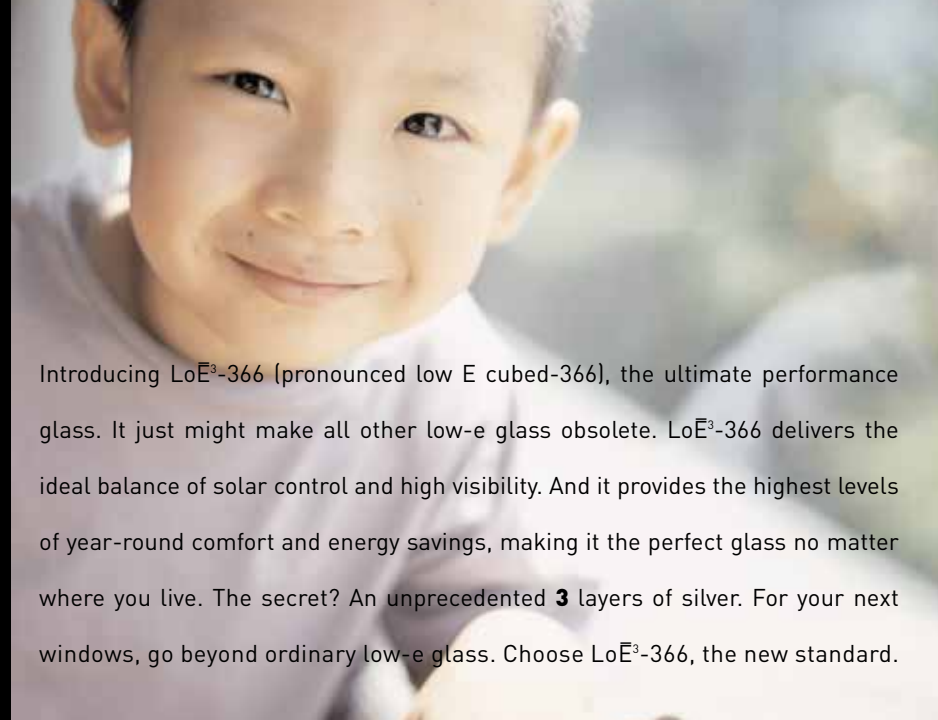 Introducing LoĒ³-366 (pronounced low E cubed-366), the ultimate performance
glass. It just might make all other low-e glass obsolete. LoĒ³-366 delivers the
ideal balance of solar control and high visibility. And it provides the highest levels
of year-round comfort and energy savings, making it the perfect glass no matter
where you live. The secret? An unprecedented 3 layers of silver. For your next
windows, go beyond ordinary low-e glass. Choose LoĒ³-366, the new standard.